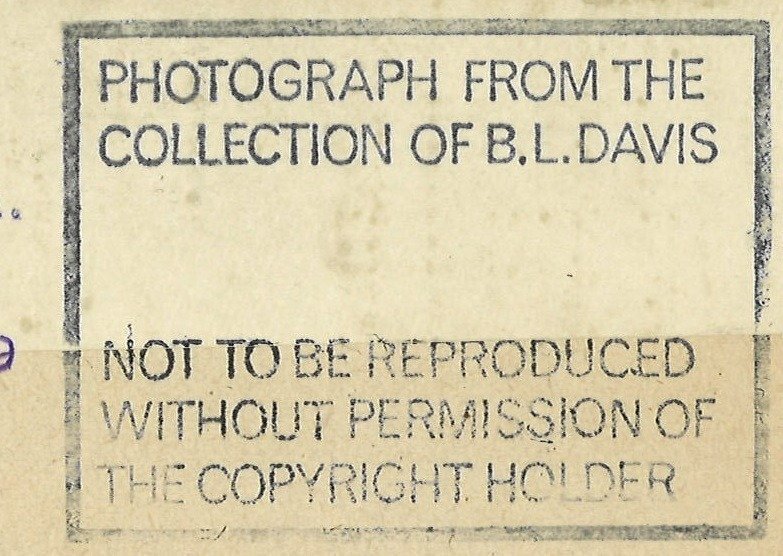 PHOTOGRAPH FROM THE
COLLECTION OF B.L.DAVIS
NOT TO BE REPRODUCED
WITHOUT PERMISSION OF
THE COPYRIGHT HOLDER